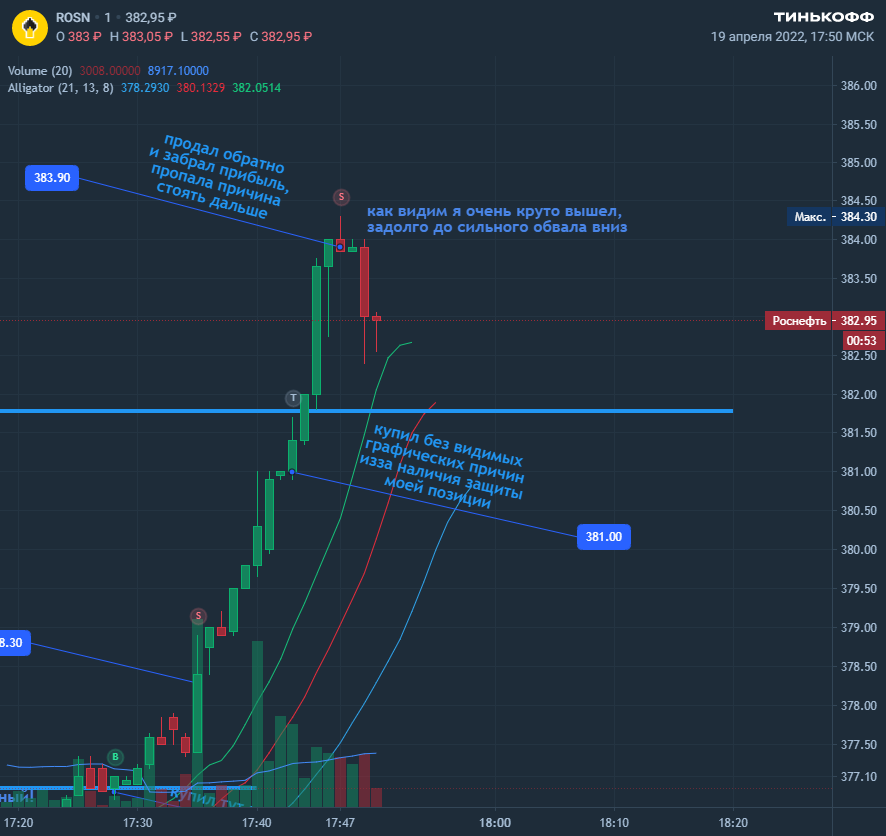 ROSN · 1 · 382,95 ₽
ТИНЬКОФФ
О 383 ₽ H 383,05 ₽ L 382,55 ₽ C 382,95 ₽
19 апреля 2022, 17:50 МСК
Volume (20) 3008.00000 8917.10000
Alligator (21, 13, 8) 378.2930 380.1329 382.0514
386.00
385.50
385.00
384.50
Макс. - 384.30
384.00
383.50
Роснефть - 382.95
00:53
382.50
382.00
381.50
381.00
380.50
380.00
379.50
379.00
378.50
378.00
377.50
377.10
383.90
продал обратно
и забрал прибыль,
пропала причина
стоять дальше
S
как видим я очень круто вышел,
задолго до сильного обвала вниз
T
купил без видимых
графических причин
изза наличия защиты
моей позиции
381.00
S
8.30
B
ный!
купил тут
17:20
17:30
17:40
17:47
18:00
18:10
18:20